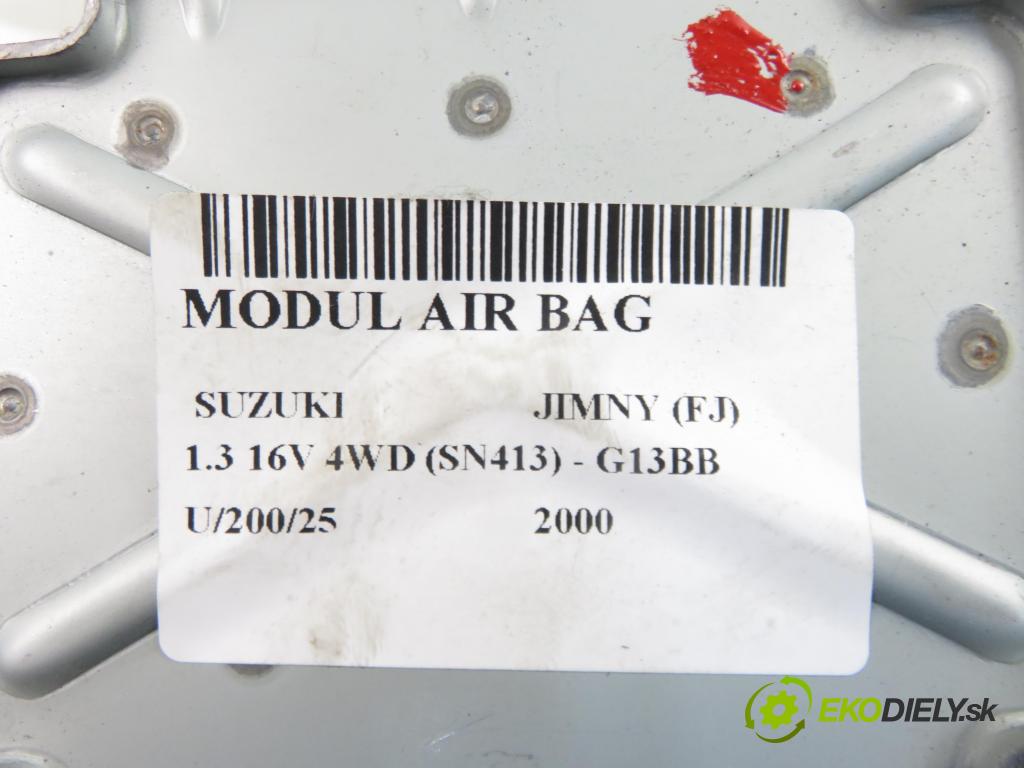 MODUL AIR BAG
SUZUKI JIMNY (FJ)
1.3 16V 4WD (SN413) - G13BB
U/200/25 2000
EKODIELY.sk